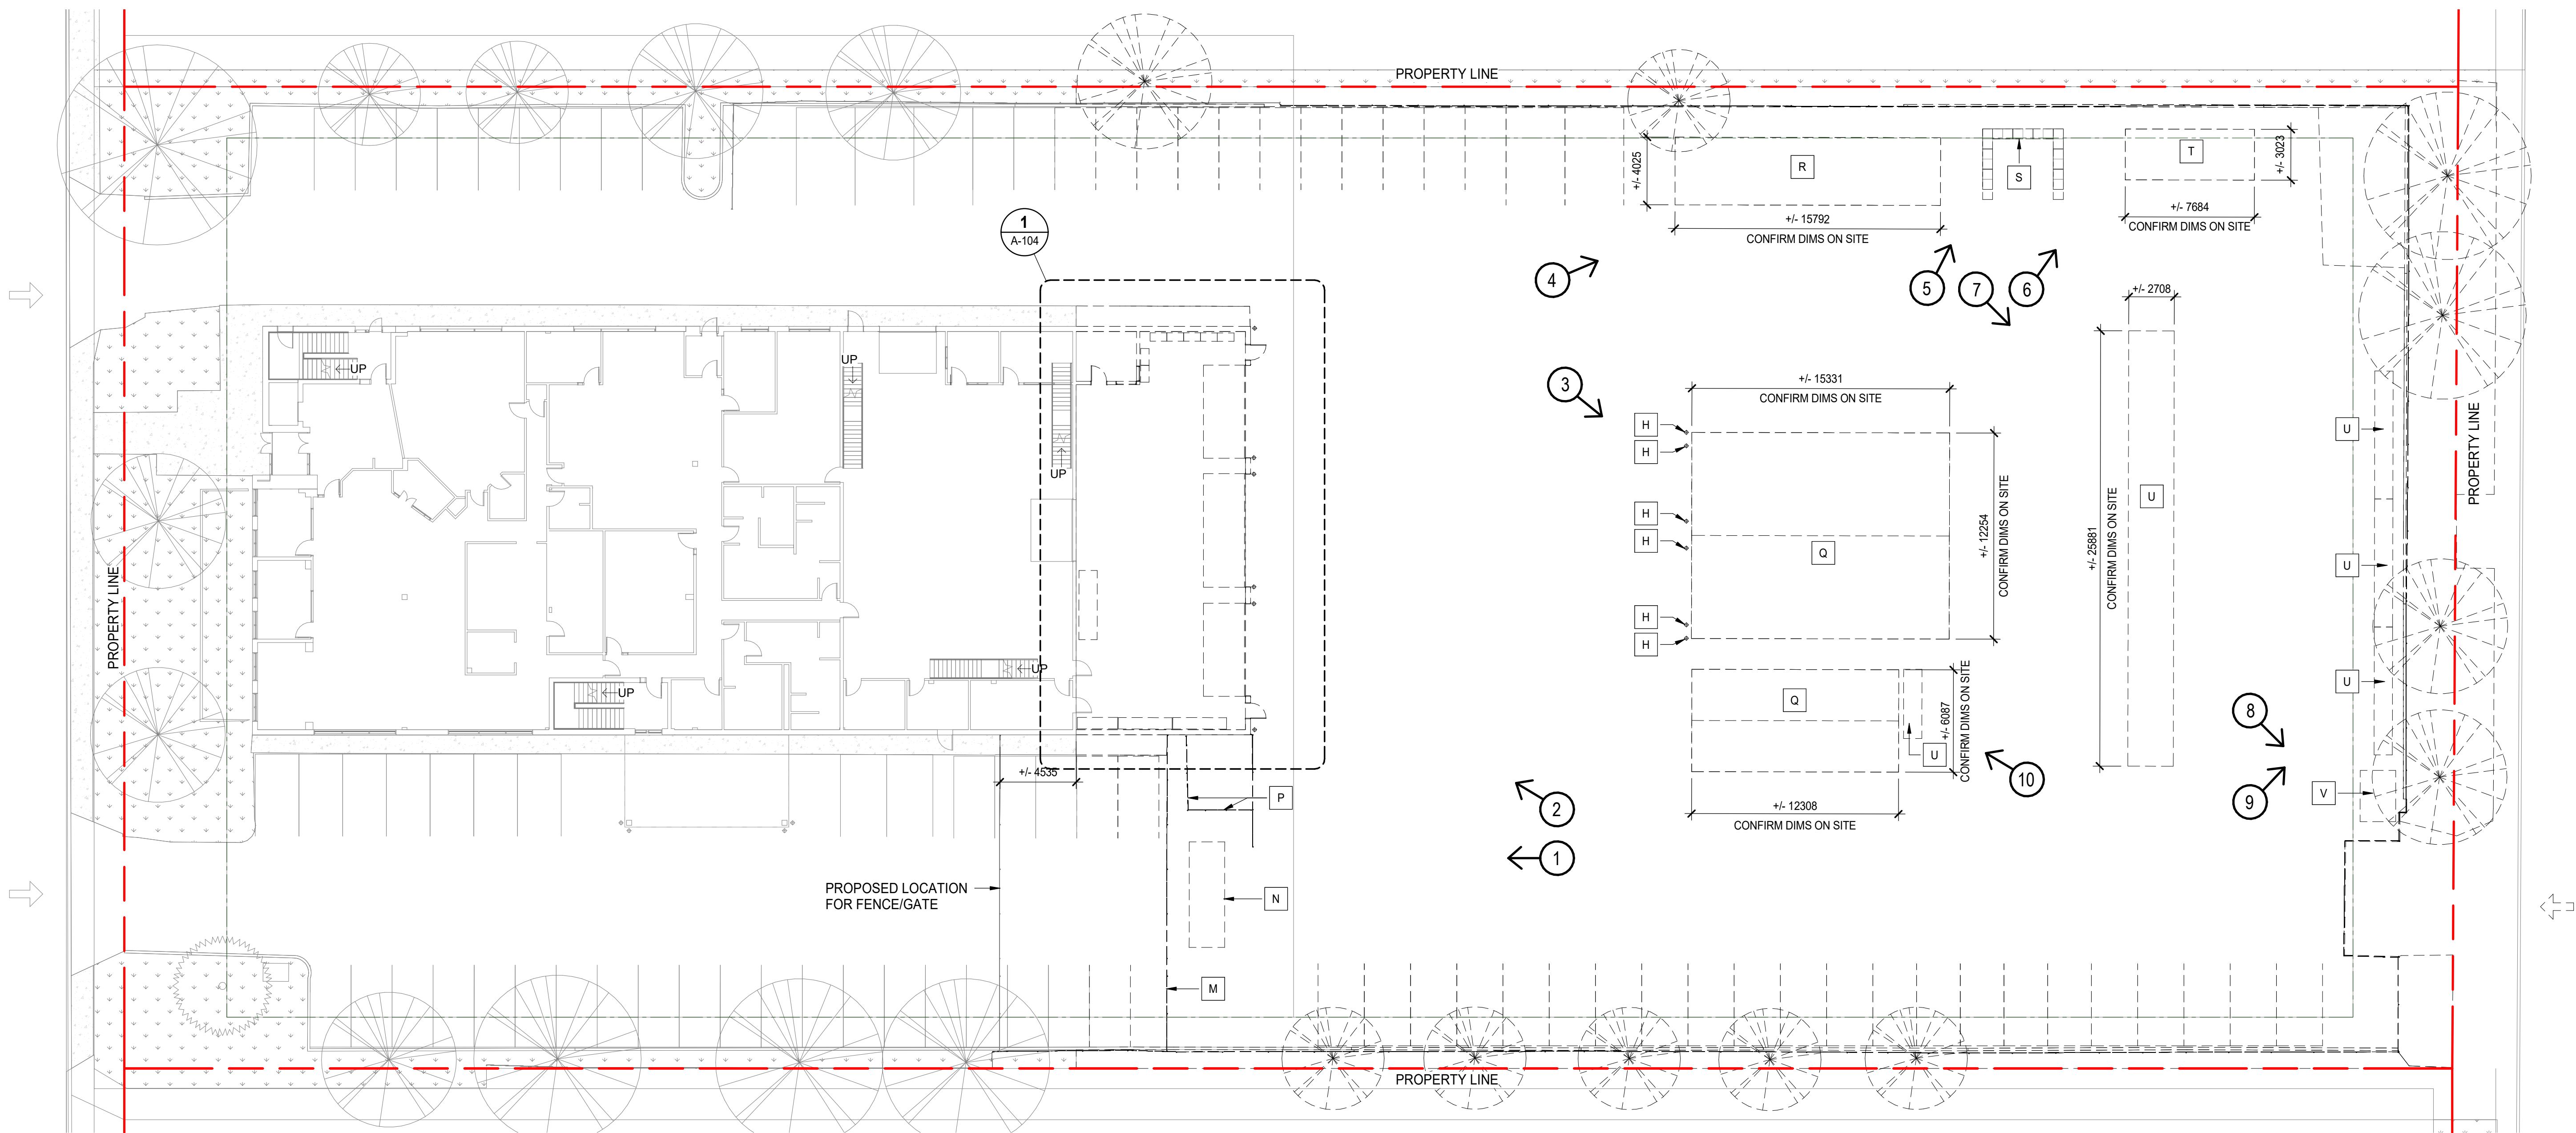 PROPERTY LINE
1
A-104
+/- 4025
R
+/- 15792
CONFIRM DIMS ON SITE
S
T
+/- 3023
+/- 7684
CONFIRM DIMS ON SITE
4
5
7
6
+/- 2708
3
+/- 15331
CONFIRM DIMS ON SITE
UP
UP
UP
UP
UP
H
H
H
H
H
H
Q
+/- 12254
CONFIRM DIMS ON SITE
+/- 25881
CONFIRM DIMS ON SITE
U
U
U
U
PROPERTY LINE
PROPERTY LINE
Q
+/- 6087
CONFIRM DIMS ON SITE
U
+/- 12308
CONFIRM DIMS ON SITE
10
8
9
V
+/- 4535
P
2
1
PROPOSED LOCATION
FOR FENCE/GATE
N
M
PROPERTY LINE